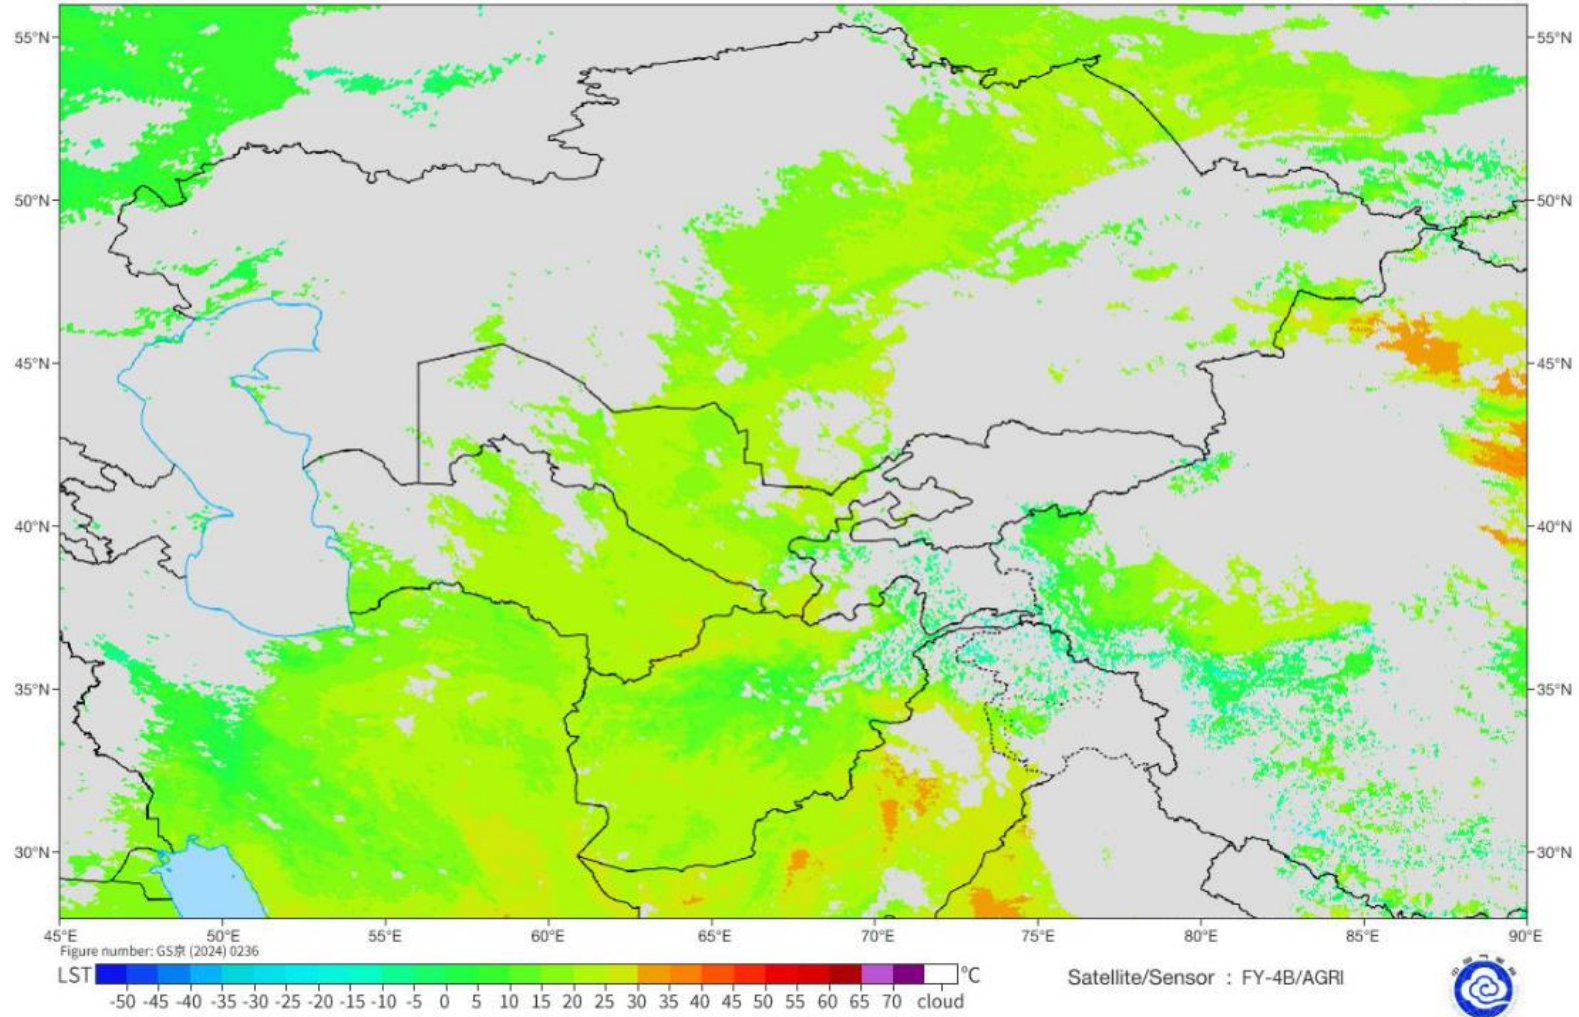 55°N 55°N
50°N 50°N
45°N 45°N
40°N 40°N
35°N 35°N
30°N 30°N
45°E 50°E 55°E 60°E 65°E 70°E 75°E 80°E 85°E 90°E
Figure number: GS京 (2024) 0236
LST °C
-50 -45 -40 -35 -30 -25 -20 -15 -10 -5 0 5 10 15 20 25 30 35 40 45 50 55 60 65 70 cloud
Satellite/Sensor : FY-4B/AGRI